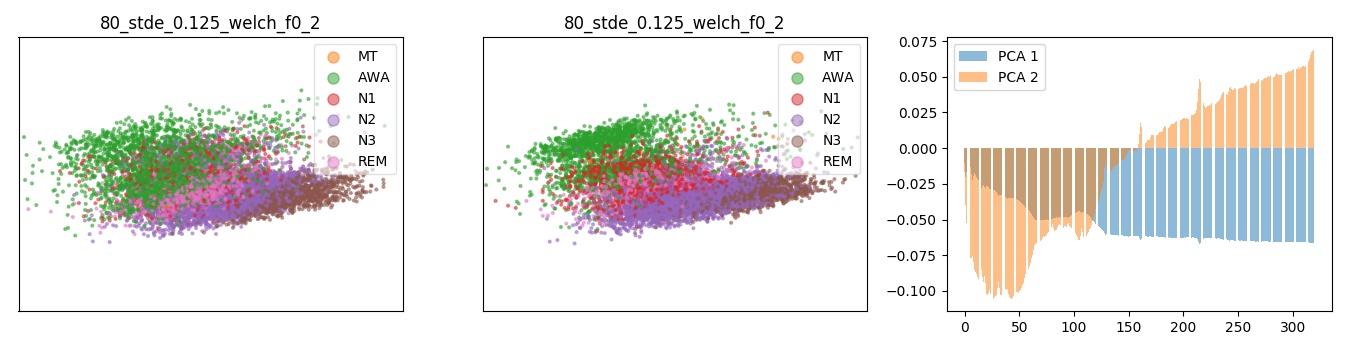 80_stde_0.125_welch_f0_2
MT
AWA
N1
N2
N3
REM
80_stde_0.125_welch_f0_2
MT
AWA
N1
N2
N3
REM
PCA 1
PCA 2
0.075
0.050
0.025
0.000
−0.025
−0.050
−0.075
−0.100
0 50 100 150 200 250 300